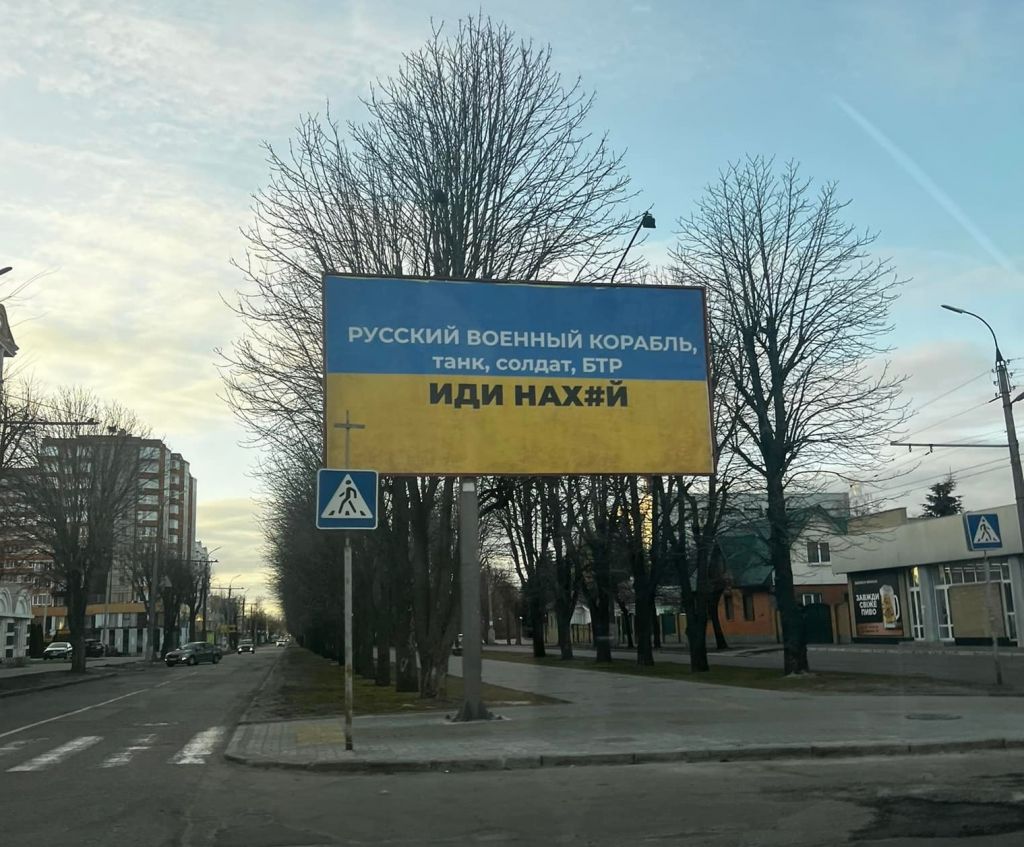 РУССКИЙ ВОЕННЫЙ КОРАБЛЬ,
танк, солдат, БТР
ИДИ НАХ#Й
ЗАВЖДИ
СВІЖЕ
ПИВО